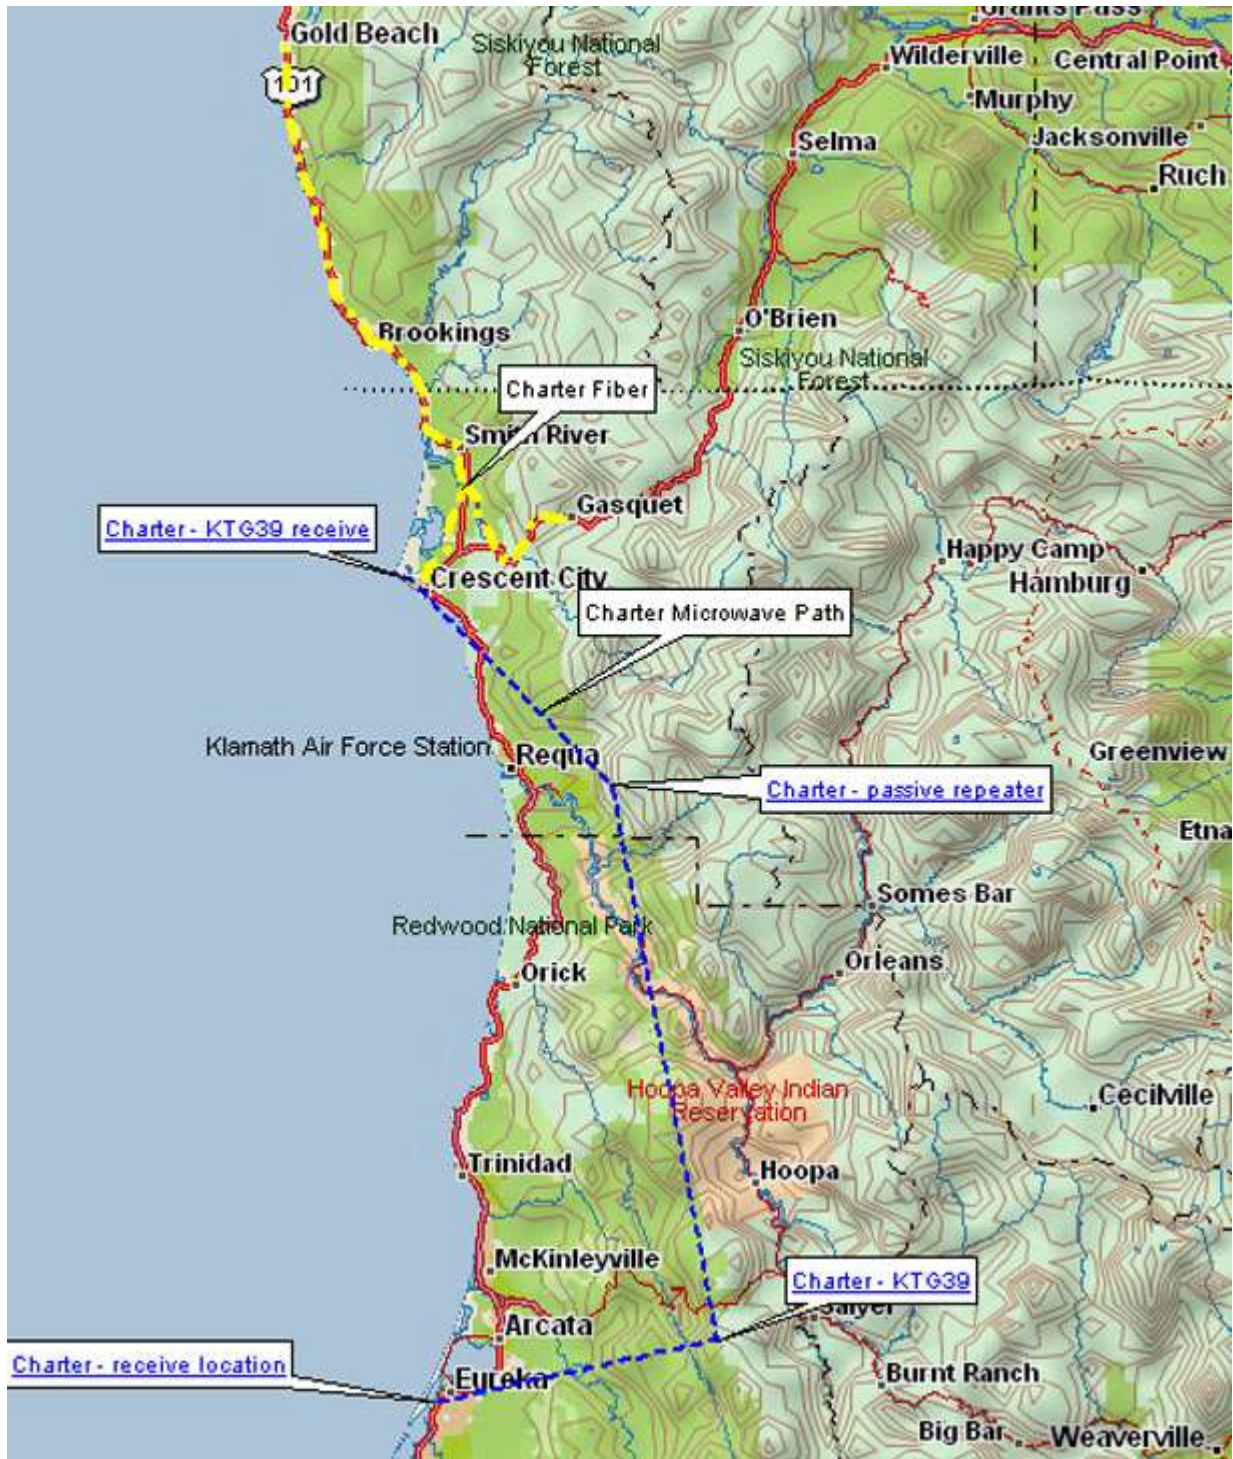 Grants Pass
Gold Beach
Siskiyou National
Forest
Wilderville
Central Point
101
Murphy
Jacksonville
Selma
Ruch
Brookings
O'Brien
Siskiyou National
Forest
Charter Fiber
Smith River
Gasquet
Charter - KTG39 receive
Happy Camp
Crescent City
Hamburg
Charter Microwave Path
Klamath Air Force Station
Requa
Greenview
Charter - passive repeater
Etna
Somes Bar
Redwood National Park
Orleans
Orick
Hoopa Valley Indian
Reservation
Cecilville
Trinidad
Hoopa
McKinleyville
Charter - KTG39
Salyer
Arcata
Charter - receive location
Eureka
Burnt Ranch
Big Bar
Weaverville